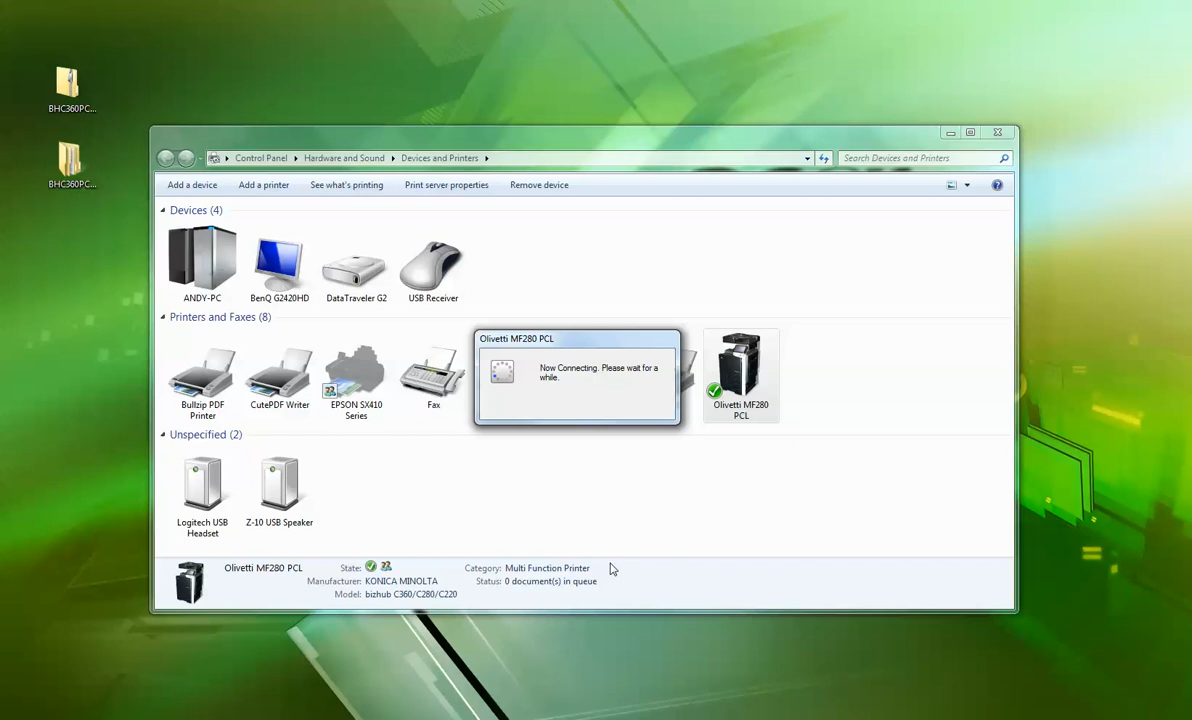 BHC360PC...
BHC360PC...
Control Panel Hardware and Sound Devices and Printers
Search Devices and Printers
Add a device Add a printer See what's printing Print server properties Remove device
Devices (4)
ANDY-PC BenQ G2420HD DataTraveler G2 USB Receiver
Printers and Faxes (8)
Bullzip PDF
Printer
CutePDF Writer
EPSON SX410
Series
Fax
Olivetti MF280
PCL
Olivetti MF280 PCL
Now Connecting. Please wait for a
while.
Unspecified (2)
Logitech USB
Headset
Z-10 USB Speaker
Olivetti MF280 PCL
State:
Manufacturer: KONICA MINOLTA
Model: bizhub C360/C280/C220
Category: Multi Function Printer
Status: 0 document(s) in queue